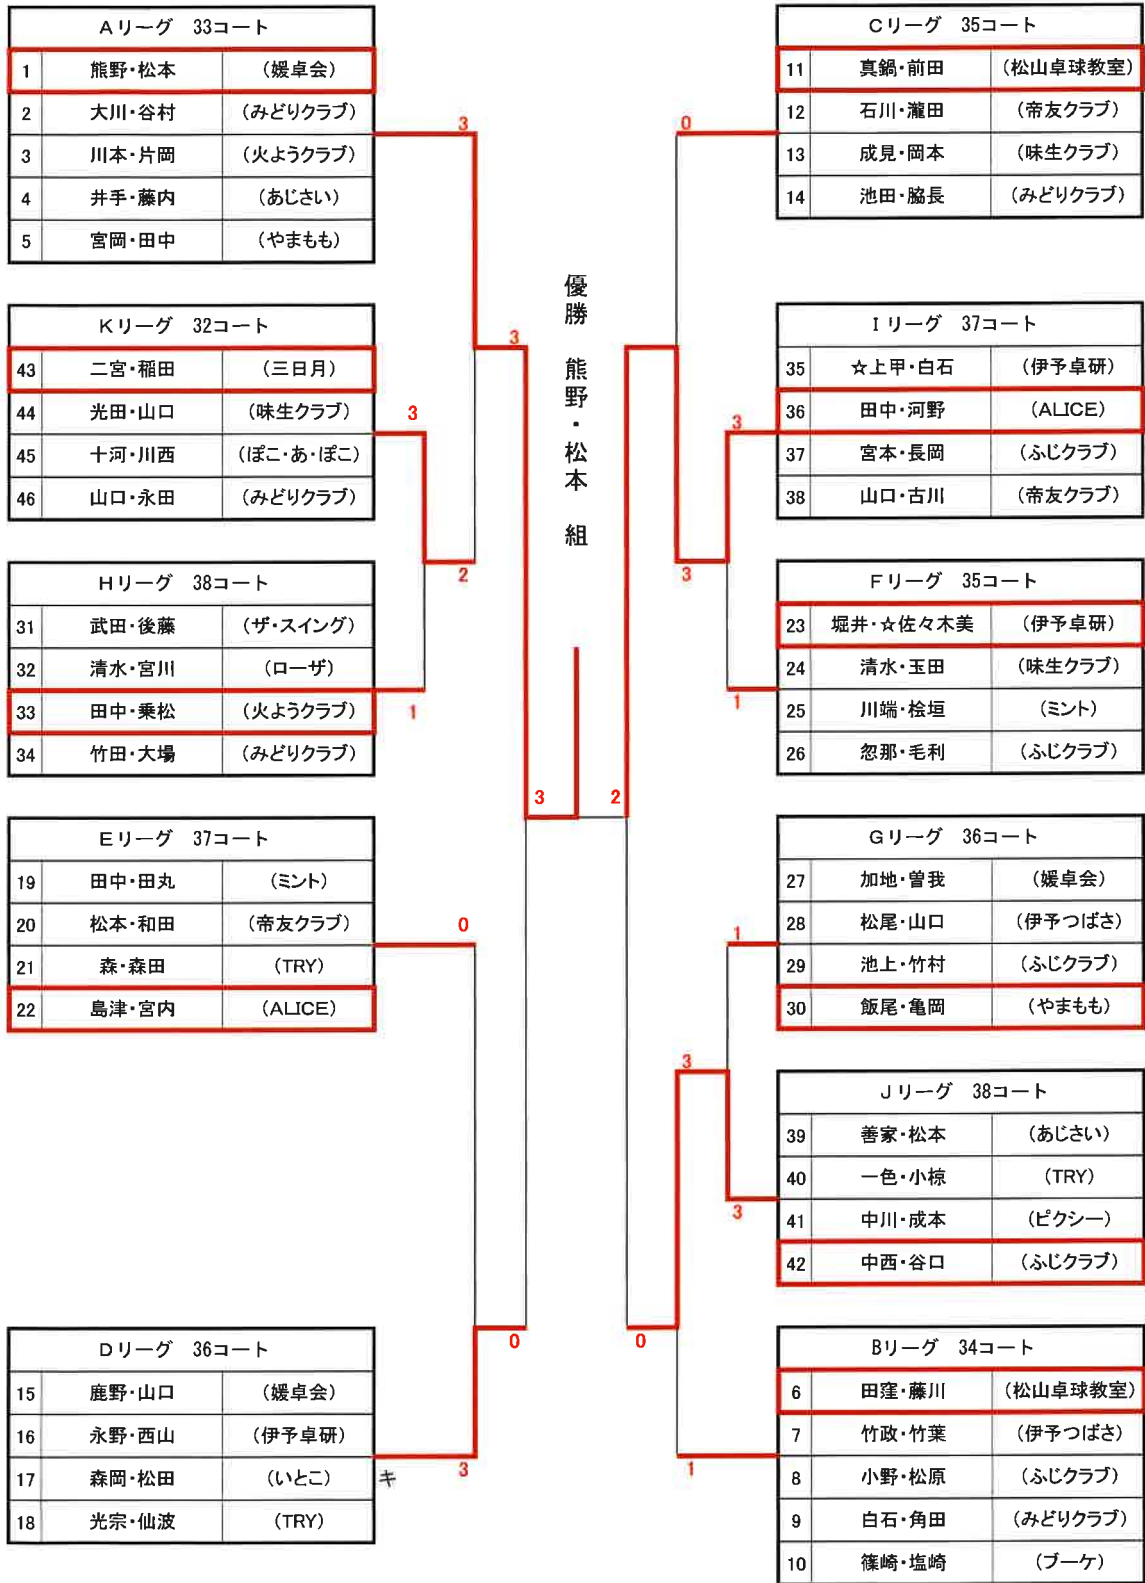 Aリーグ 33コート
1 熊野・松本 (媛卓会)
2 大川・谷村 (みどりクラブ)
3 川本・片岡 (火ようクラブ)
4 井手・藤内 (あじさい)
5 宮岡・田中 (やまもも)
Kリーグ 32コート
43 二宮・稲田 (三日月)
44 光田・山口 (味生クラブ)
45 十河・川西 (ぽこ・あ・ぽこ)
46 山口・永田 (みどりクラブ)
Hリーグ 38コート
31 武田・後藤 (ザ・スイング)
32 清水・宮川 (ローザ)
33 田中・乗松 (火ようクラブ)
34 竹田・大場 (みどりクラブ)
Eリーグ 37コート
19 田中・田丸 (ミント)
20 松本・和田 (帝友クラブ)
21 森・森田 (TRY)
22 島津・宮内 (ALICE)
Dリーグ 36コート
15 鹿野・山口 (媛卓会)
16 永野・西山 (伊予卓研)
17 森岡・松田 (いとこ)
18 光宗・仙波 (TRY)
3
3
3
2
1
0
3
0
キ
優勝 熊野・松本 組
3
2
0
3
3
1
1
3
3
0
1
Cリーグ 35コート
11 真鍋・前田 (松山卓球教室)
12 石川・瀧田 (帝友クラブ)
13 成見・岡本 (味生クラブ)
14 池田・脇長 (みどりクラブ)
Iリーグ 37コート
35 ☆上甲・白石 (伊予卓研)
36 田中・河野 (ALICE)
37 宮本・長岡 (ふじクラブ)
38 山口・古川 (帝友クラブ)
Fリーグ 35コート
23 堀井・☆佐々木美 (伊予卓研)
24 清水・玉田 (味生クラブ)
25 川端・桧垣 (ミント)
26 忽那・毛利 (ふじクラブ)
Gリーグ 36コート
27 加地・曽我 (媛卓会)
28 松尾・山口 (伊予つばさ)
29 池上・竹村 (ふじクラブ)
30 飯尾・亀岡 (やまもも)
Jリーグ 38コート
39 善家・松本 (あじさい)
40 一色・小椋 (TRY)
41 中川・成本 (ピクシー)
42 中西・谷口 (ふじクラブ)
Bリーグ 34コート
6 田窪・藤川 (松山卓球教室)
7 竹政・竹葉 (伊予つばさ)
8 小野・松原 (ふじクラブ)
9 白石・角田 (みどりクラブ)
10 篠崎・塩崎 (ブーケ)